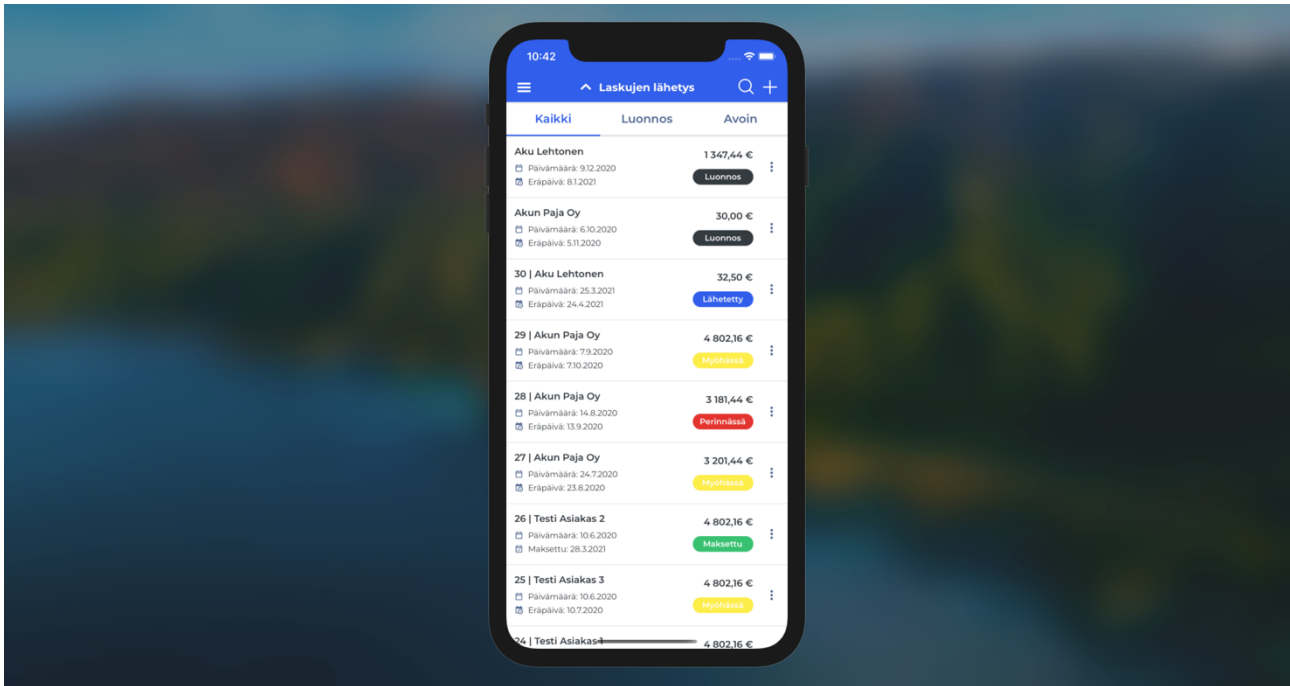 10:42
Laskujen lähetys
Kaikki Luonnos Avoin
Aku Lehtonen
1 347,44 €
Päivämäärä: 9.12.2020
Luonnos
Eräpäivä: 8.1.2021
Akun Paja Oy
30,00 €
Päivämäärä: 6.10.2020
Luonnos
Eräpäivä: 5.11.2020
30 | Aku Lehtonen
32,50 €
Päivämäärä: 25.3.2021
Lähetetty
Eräpäivä: 24.4.2021
29 | Akun Paja Oy
4 802,16 €
Päivämäärä: 7.9.2020
Myöhässä
Eräpäivä: 7.10.2020
28 | Akun Paja Oy
3 181,44 €
Päivämäärä: 14.8.2020
Perinnässä
Eräpäivä: 13.9.2020
27 | Akun Paja Oy
3 201,44 €
Päivämäärä: 24.7.2020
Myöhässä
Eräpäivä: 23.8.2020
26 | Testi Asiakas 2
4 802,16 €
Päivämäärä: 10.6.2020
Maksettu
Maksettu: 28.3.2021
25 | Testi Asiakas 3
4 802,16 €
Päivämäärä: 10.6.2020
Myöhässä
Eräpäivä: 10.7.2020
24 | Testi Asiakas 1
4 802,16 €